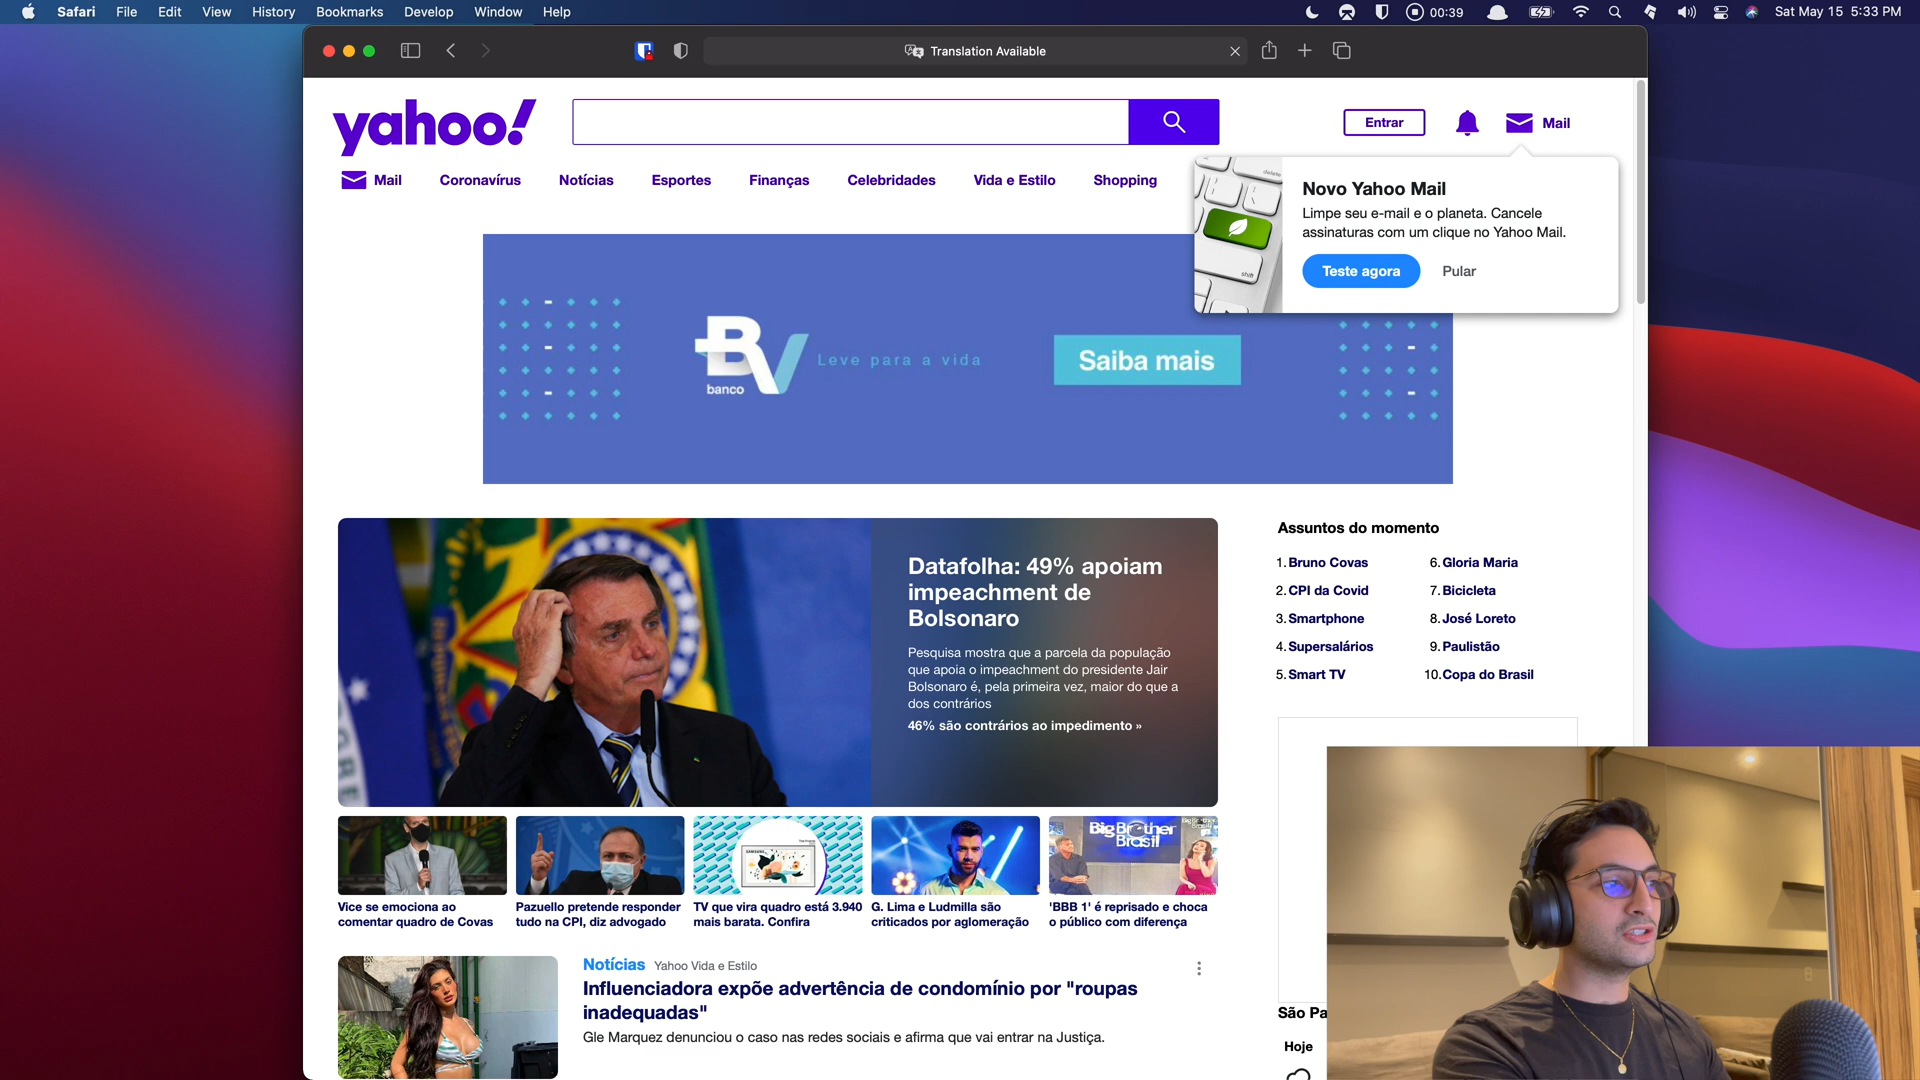 Safari File Edit View History Bookmarks Develop Window Help
00:39
Sat May 15 5:33 PM
Translation Available
yahoo!
Entrar
Mail
Mail
Coronavírus
Notícias
Esportes
Finanças
Celebridades
Vida e Estilo
Shopping
delete
shift
Novo Yahoo Mail
Limpe seu e-mail e o planeta. Cancele
assinaturas com um clique no Yahoo Mail.
Teste agora
Pular
BV
banco
Leve para a vida
Saiba mais
Datafolha: 49% apoiam
impeachment de
Bolsonaro
Pesquisa mostra que a parcela da população
que apoia o impeachment do presidente Jair
Bolsonaro é, pela primeira vez, maior do que a
dos contrários
46% são contrários ao impedimento »
Assuntos do momento
1. Bruno Covas
2. CPI da Covid
3. Smartphone
4. Supersalários
5. Smart TV
6. Gloria Maria
7. Bicicleta
8. José Loreto
9. Paulistão
10. Copa do Brasil
SAMSUNG
Big Brother
Brasil
Vice se emociona ao
comentar quadro de Covas
Pazuello pretende responder
tudo na CPI, diz advogado
TV que vira quadro está 3.940
mais barata. Confira
G. Lima e Ludmilla são
criticados por aglomeração
'BBB 1' é reprisado e choca
o público com diferença
Notícias Yahoo Vida e Estilo
Influenciadora expõe advertência de condomínio por "roupas
inadequadas"
Gle Marquez denunciou o caso nas redes sociais e afirma que vai entrar na Justiça.
São Pa
Hoje